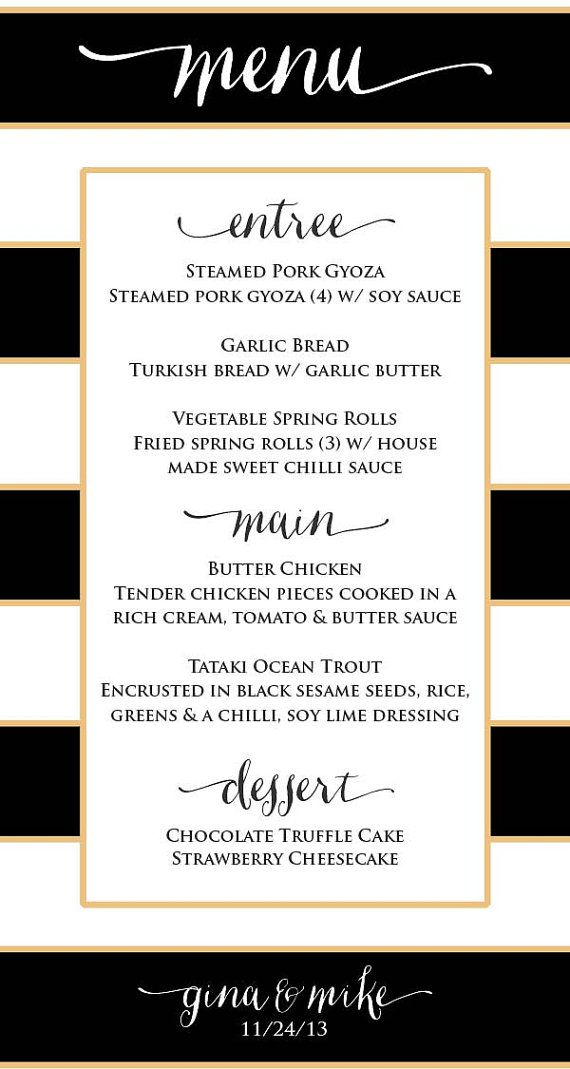 menu
entree
Steamed Pork Gyoza
Steamed pork gyoza (4) w/ soy sauce
Garlic Bread
Turkish bread w/ garlic butter
Vegetable Spring Rolls
Fried spring rolls (3) w/ house
made sweet chilli sauce
main
Butter Chicken
Tender chicken pieces cooked in a
rich cream, tomato & butter sauce
Tataki Ocean Trout
Encrusted in black sesame seeds, rice,
greens & a chilli, soy lime dressing
dessert
Chocolate Truffle Cake
Strawberry Cheesecake
gina & mike
11/24/13